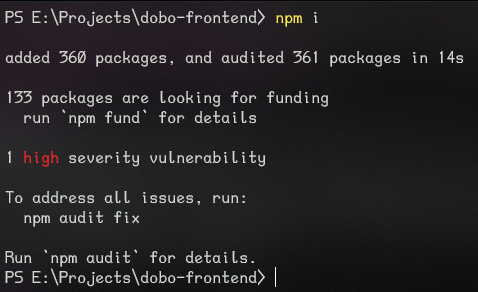 PS E:\Projects\dobo-frontend> npm i
added 360 packages, and audited 361 packages in 14s
133 packages are looking for funding
run `npm fund` for details
1 high severity vulnerability
To address all issues, run:
npm audit fix
Run `npm audit` for details.
PS E:\Projects\dobo-frontend>